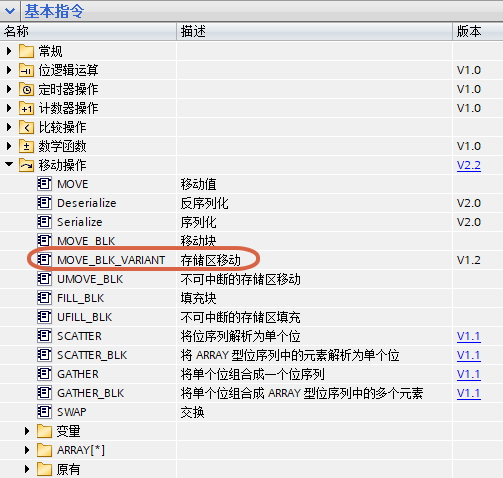 基本指令
名称 描述 版本
常规
位逻辑运算 V1.0
定时器操作 V1.0
计数器操作 V1.0
比较操作
数学函数 V1.0
移动操作 V2.2
MOVE 移动值
Deserialize 反序列化 V2.0
Serialize 序列化 V2.0
MOVE_BLK 移动块
MOVE_BLK_VARIANT 存储区移动 V1.2
UMOVE_BLK 不可中断的存储区移动
FILL_BLK 填充块
UFILL_BLK 不可中断的存储区填充
SCATTER 将位序列解析为单个位 V1.1
SCATTER_BLK 将 ARRAY 型位序列中的元素解析为单个位 V1.1
GATHER 将单个位组合成一个位序列 V1.1
GATHER_BLK 将单个位组合成 ARRAY 型位序列中的多个元素 V1.1
SWAP 交换
变量
ARRAY[*]
原有